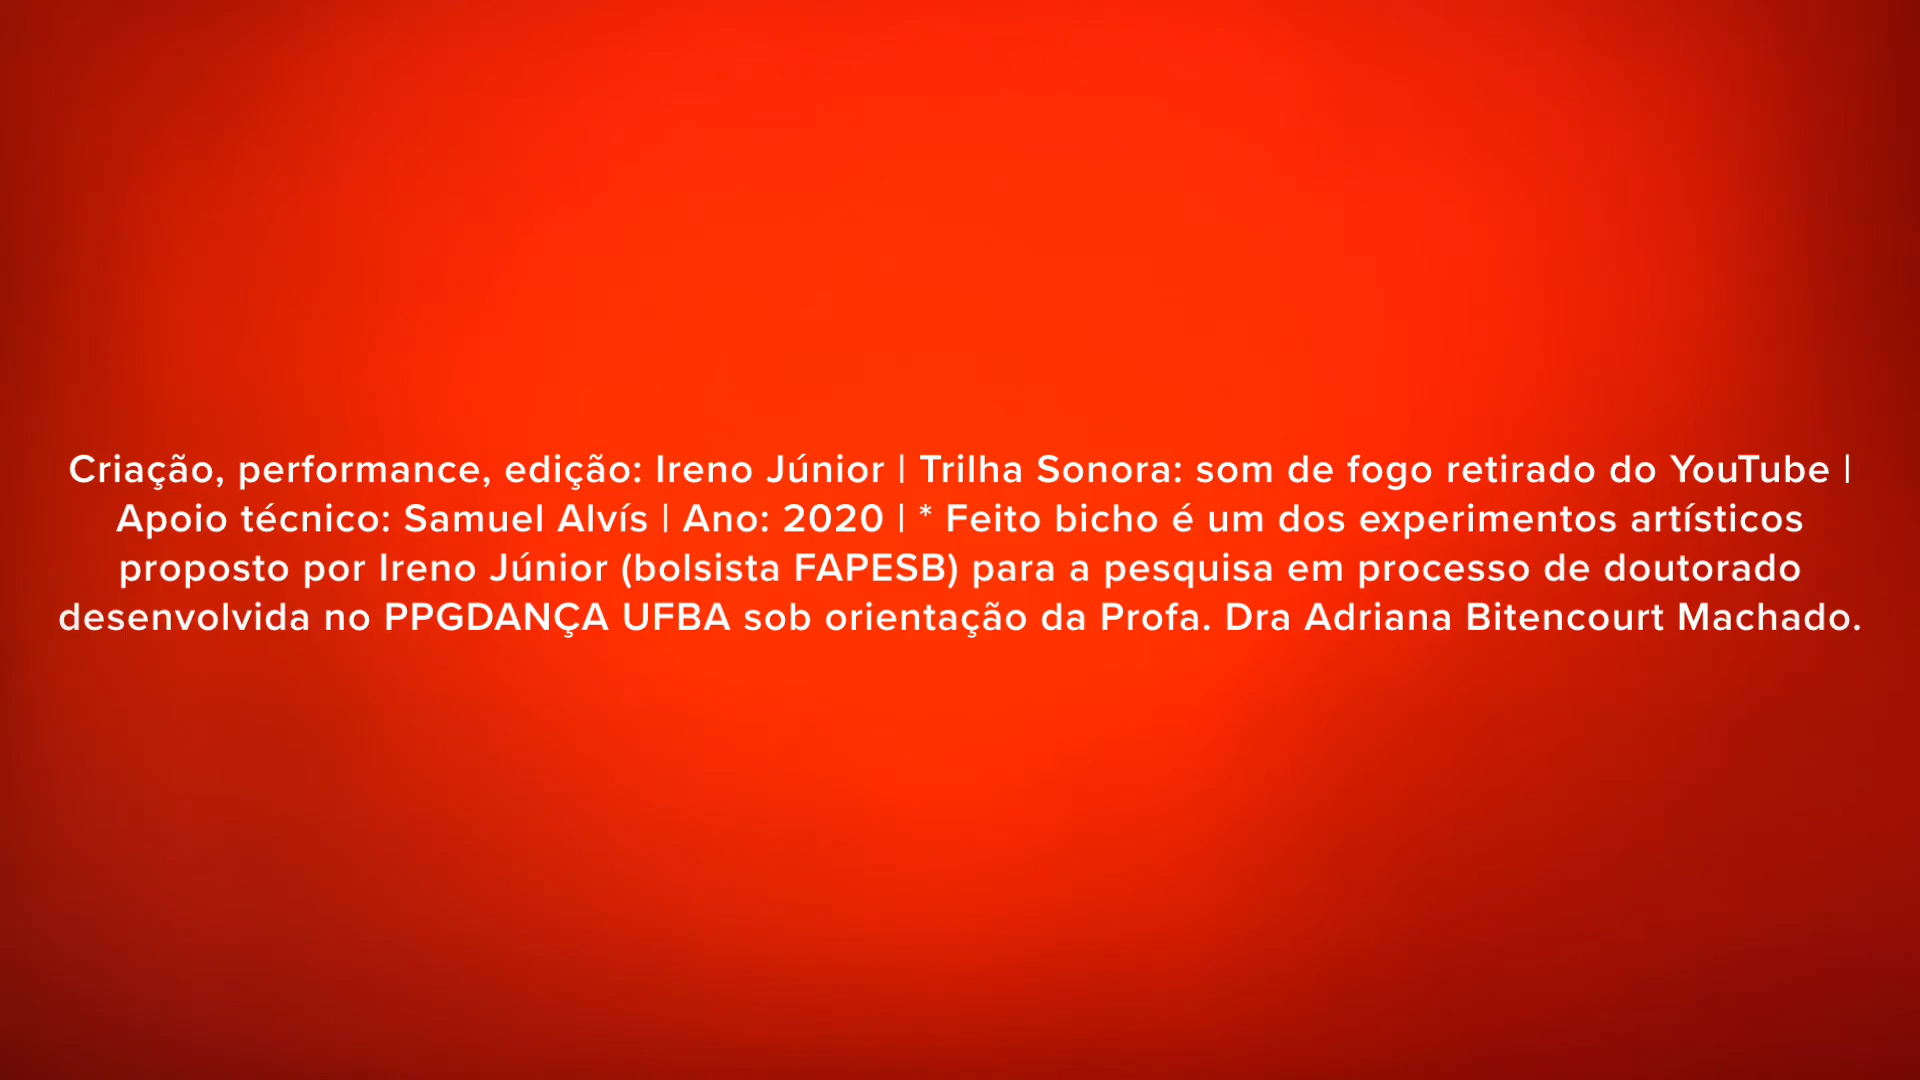 Criação, performance, edição: Ireno Júnior | Trilha Sonora: som de fogo retirado do YouTube |
Apoio técnico: Samuel Alvís | Ano: 2020 | * Feito bicho é um dos experimentos artísticos
proposto por Ireno Júnior (bolsista FAPESB) para a pesquisa em processo de doutorado
desenvolvida no PPGDANÇA UFBA sob orientação da Profa. Dra Adriana Bitencourt Machado.